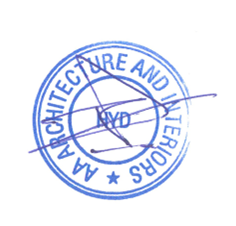 AA ARCHITECTURE AND INTERIORS
HYD